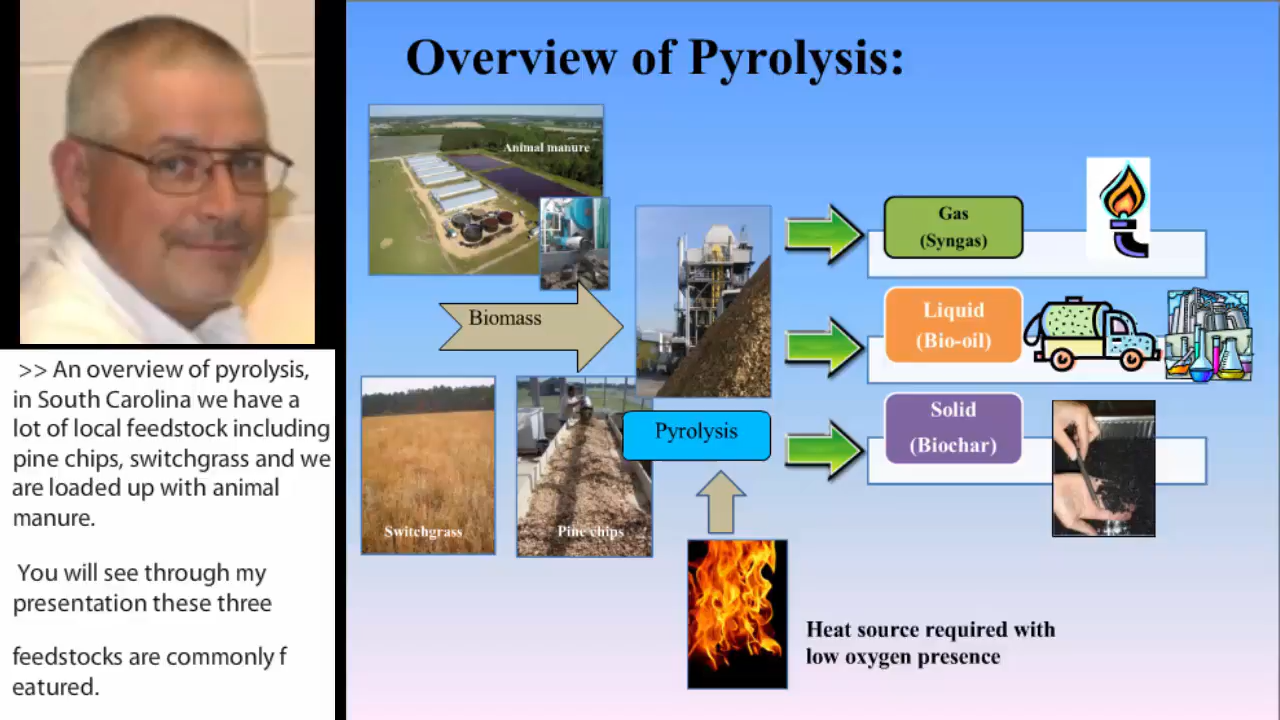 Overview of Pyrolysis:
Animal manure
Biomass
Switchgrass
Pine chips
Pyrolysis
Gas
(Syngas)
Liquid
(Bio-oil)
Solid
(Biochar)
Heat source required with
low oxygen presence
>> An overview of pyrolysis,
in South Carolina we have a
lot of local feedstock including
pine chips, switchgrass and we
are loaded up with animal
manure.
You will see through my
presentation these three
feedstocks are commonly f
eatured.